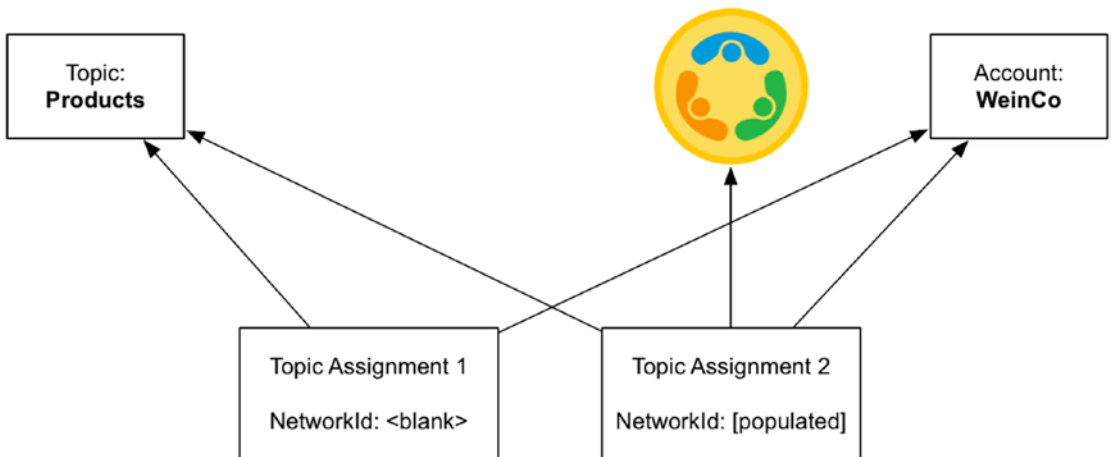 Topic:
Products
Account:
WeinCo
Topic Assignment 1
NetworkId: <blank>
Topic Assignment 2
NetworkId: [populated]